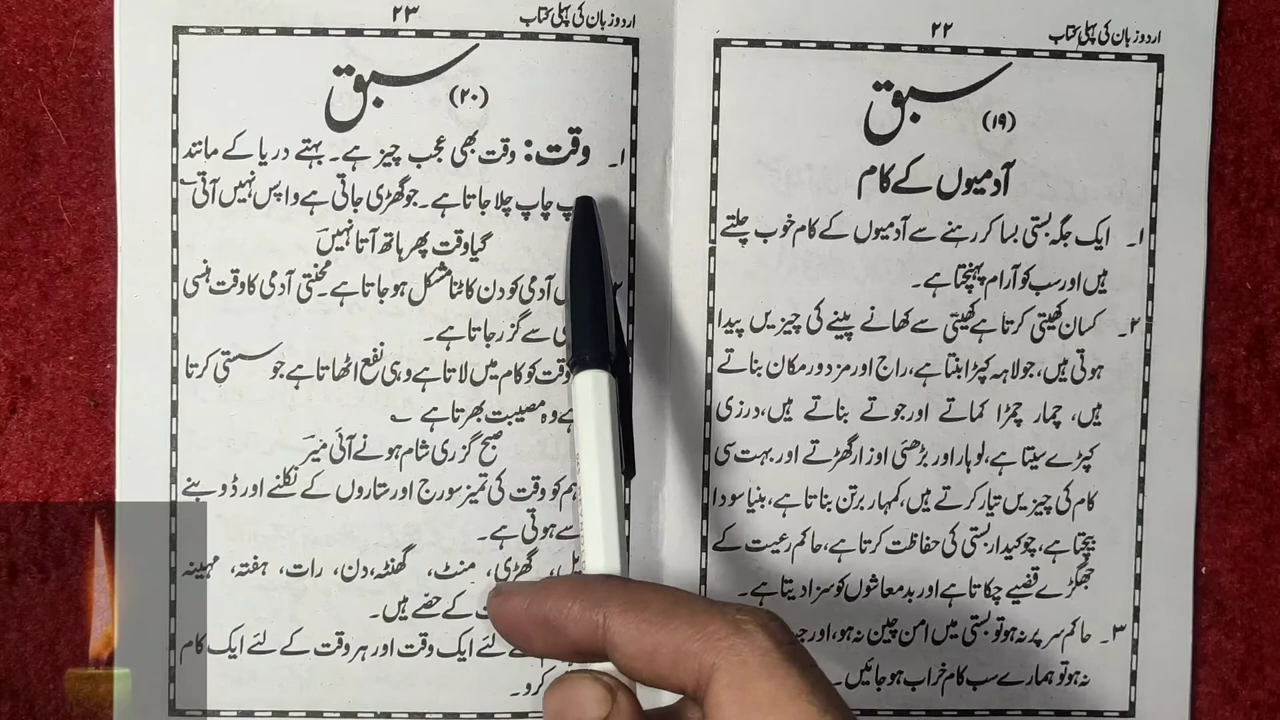 اردو زبان کی پہلی کتاب ۲۲
سبق (۱۹)
آدمیوں کے کام
۱۔ ایک جگہ بستی بسا کر رہنے سے آدمیوں کے کام خوب چلتے
ہیں اور سب کو آرام پہنچتا ہے۔
۲۔ کسان کھیتی کرتا ہے کھیتی سے کھانے پینے کی چیزیں پیدا
ہوتی ہیں، جولاہہ کپڑا بنتا ہے، راج اور مزدور مکان بناتے
ہیں، چمار چمڑا کماتے اور جوتے بناتے ہیں، درزی
کپڑے سیتا ہے، لوہار اور بڑھئی اوزار گھڑتے اور بہت سی
کام کی چیزیں تیار کرتے ہیں، کمہار برتن بناتا ہے، بنیا سودا
بیچتا ہے، چوکیدار بستی کی حفاظت کرتا ہے، حاکم رعیت کے
جھگڑے قضیے چکاتا ہے اور بدمعاشوں کو سزا دیتا ہے۔
۳۔ حاکم سر پر نہ ہو تو بستی میں امن چین نہ ہو، اور
نہ ہو تو ہمارے سب کام خراب ہو جائیں۔
اردو زبان کی پہلی کتاب ۲۳
سبق (۲۰)
۱۔ وقت: وقت بھی عجب چیز ہے۔ بہتے دریا کے مانند
چاپ چلا جاتا ہے۔ جو گھڑی جاتی ہے واپس نہیں آتی
گیا وقت پھر ہاتھ آتا نہیں
آدمی کو دن کاٹنا مشکل ہو جاتا ہے۔ محنتی آدمی کا وقت ہنسی
سے گزر جاتا ہے۔
وقت کو کام میں لاتا ہے وہی نفع اٹھاتا ہے جو سستی کرتا
ہے وہ مصیبت بھرتا ہے
صبح گزری شام ہونے آئی میرؔ
ہم کو وقت کی تمیز سورج اور ستاروں کے نکلنے اور ڈوبنے
سے ہوتی ہے۔
پل، گھڑی، منٹ، گھنٹہ، دن، رات، ہفتہ، مہینہ
کے حصے ہیں۔
لئے ایک وقت اور ہر وقت کے لئے ایک کام
کرو۔